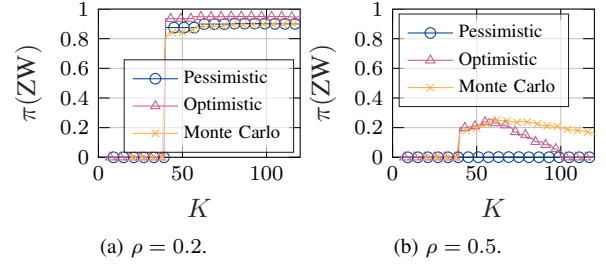 1
0.8
0.6
0.4
0.2
0
π(ZW)
Pessimistic
Optimistic
Monte Carlo
0 50 100
K
(a) ρ = 0.2.
1
0.8
0.6
0.4
0.2
0
π(ZW)
Pessimistic
Optimistic
Monte Carlo
0 50 100
K
(b) ρ = 0.5.